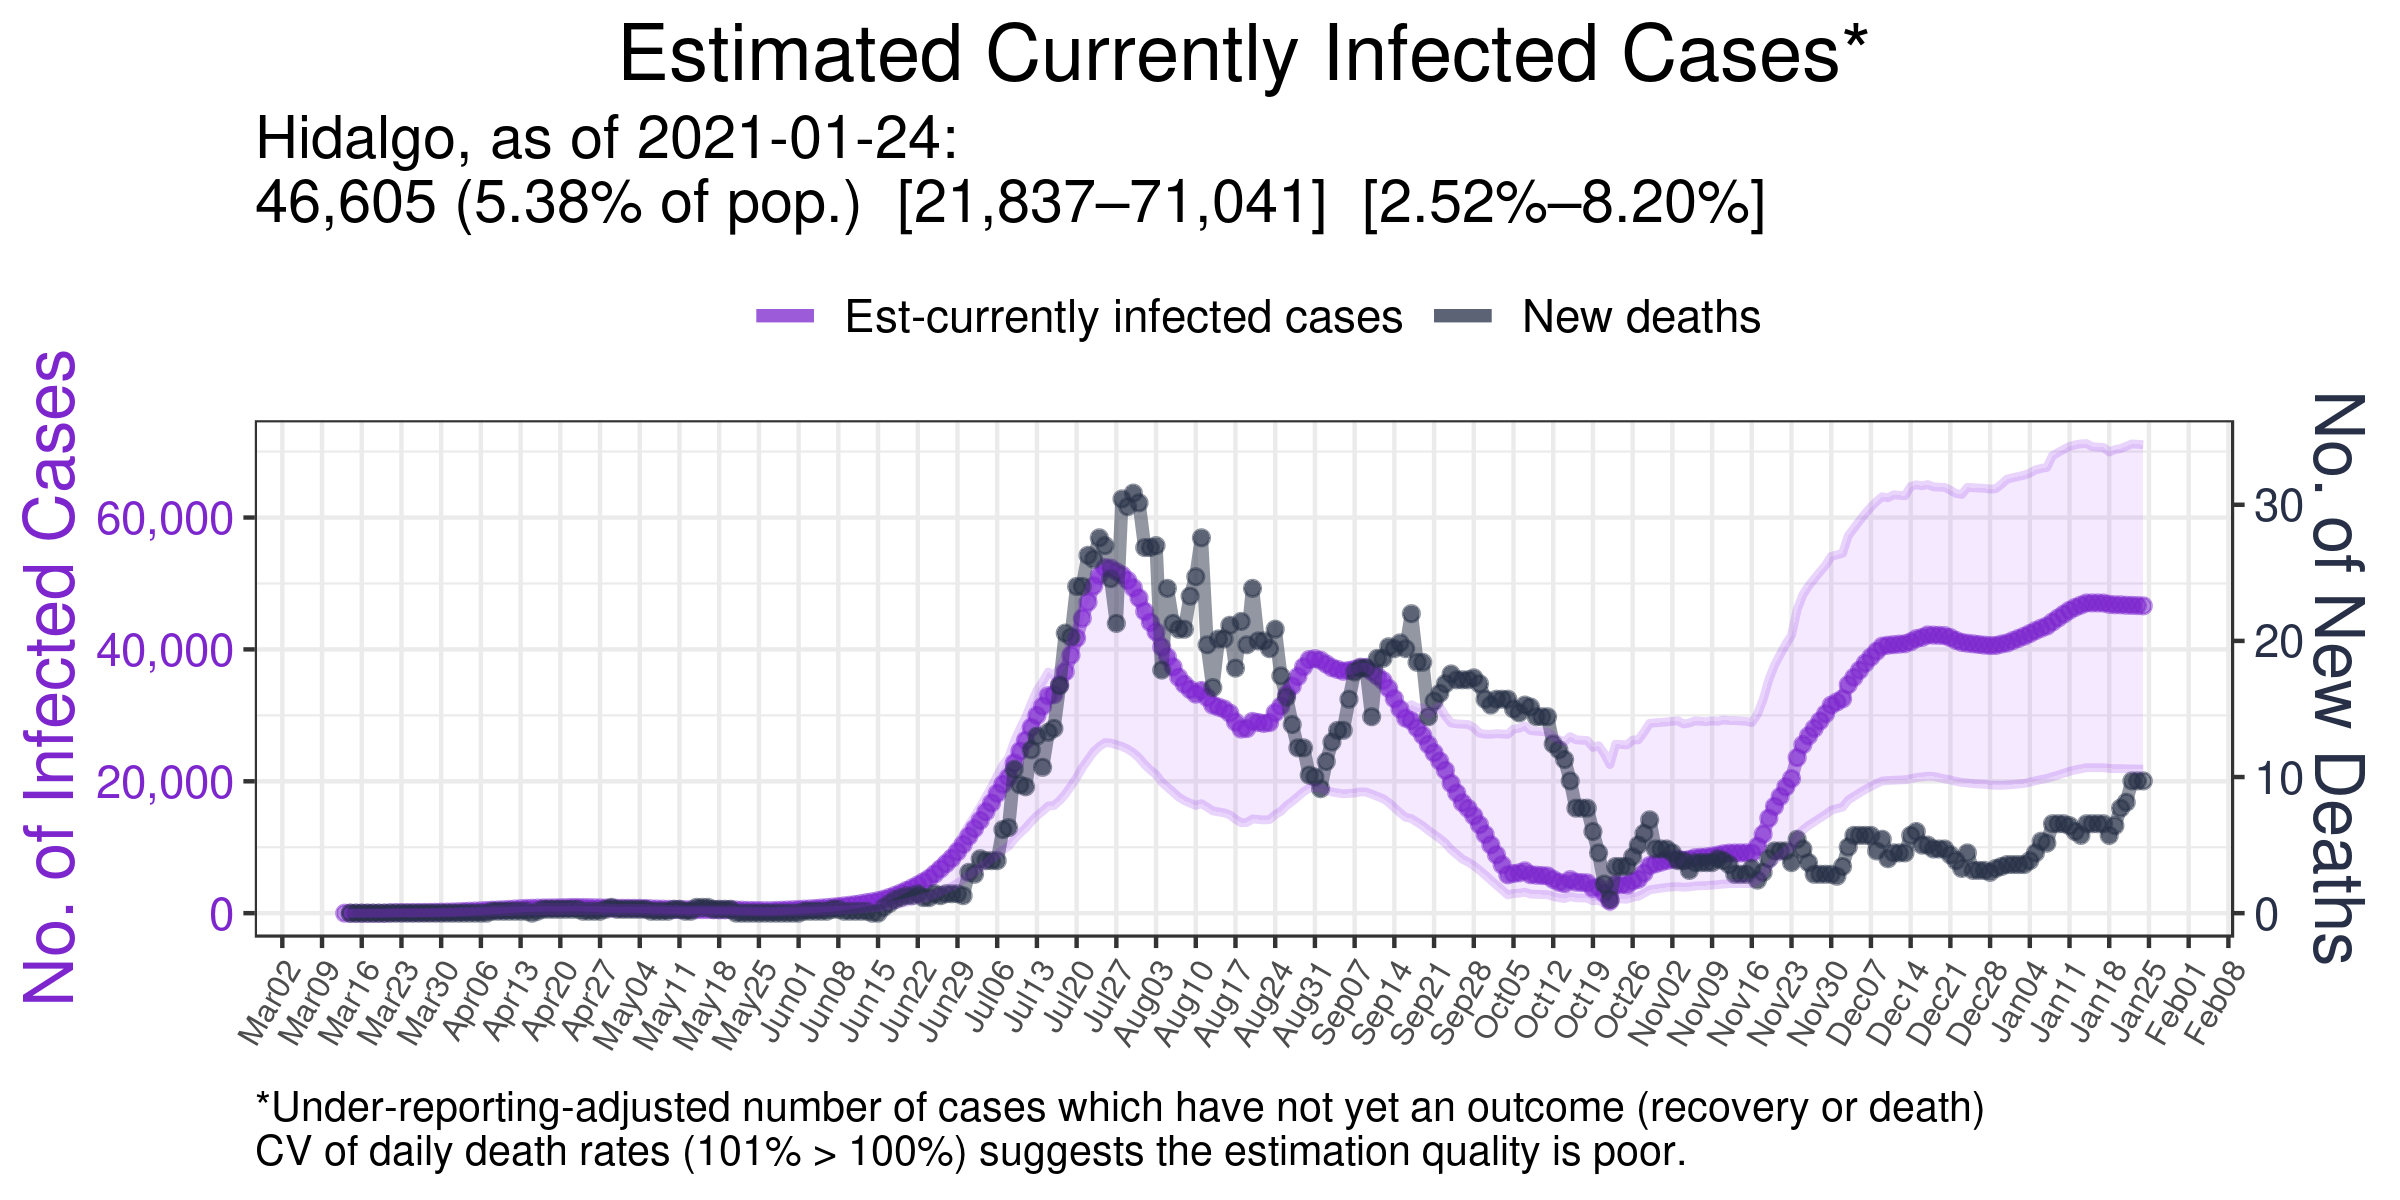 Estimated Currently Infected Cases*
Hidalgo, as of 2021-01-24:
46,605 (5.38% of pop.) [21,837–71,041] [2.52%–8.20%]
Est-currently infected cases New deaths
No. of Infected Cases
60,000
40,000
20,000
0
30
20
10
0
No. of New Deaths
Mar02 Mar09 Mar16 Mar23 Mar30 Apr06 Apr13 Apr20 Apr27 May04 May11 May18 May25 Jun01 Jun08 Jun15 Jun22 Jun29 Jul06 Jul13 Jul20 Jul27 Aug03 Aug10 Aug17 Aug24 Aug31 Sep07 Sep14 Sep21 Sep28 Oct05 Oct12 Oct19 Oct26 Nov02 Nov09 Nov16 Nov23 Nov30 Dec07 Dec14 Dec21 Dec28 Jan04 Jan11 Jan18 Jan25 Feb01 Feb08
*Under-reporting-adjusted number of cases which have not yet an outcome (recovery or death)
CV of daily death rates (101% > 100%) suggests the estimation quality is poor.